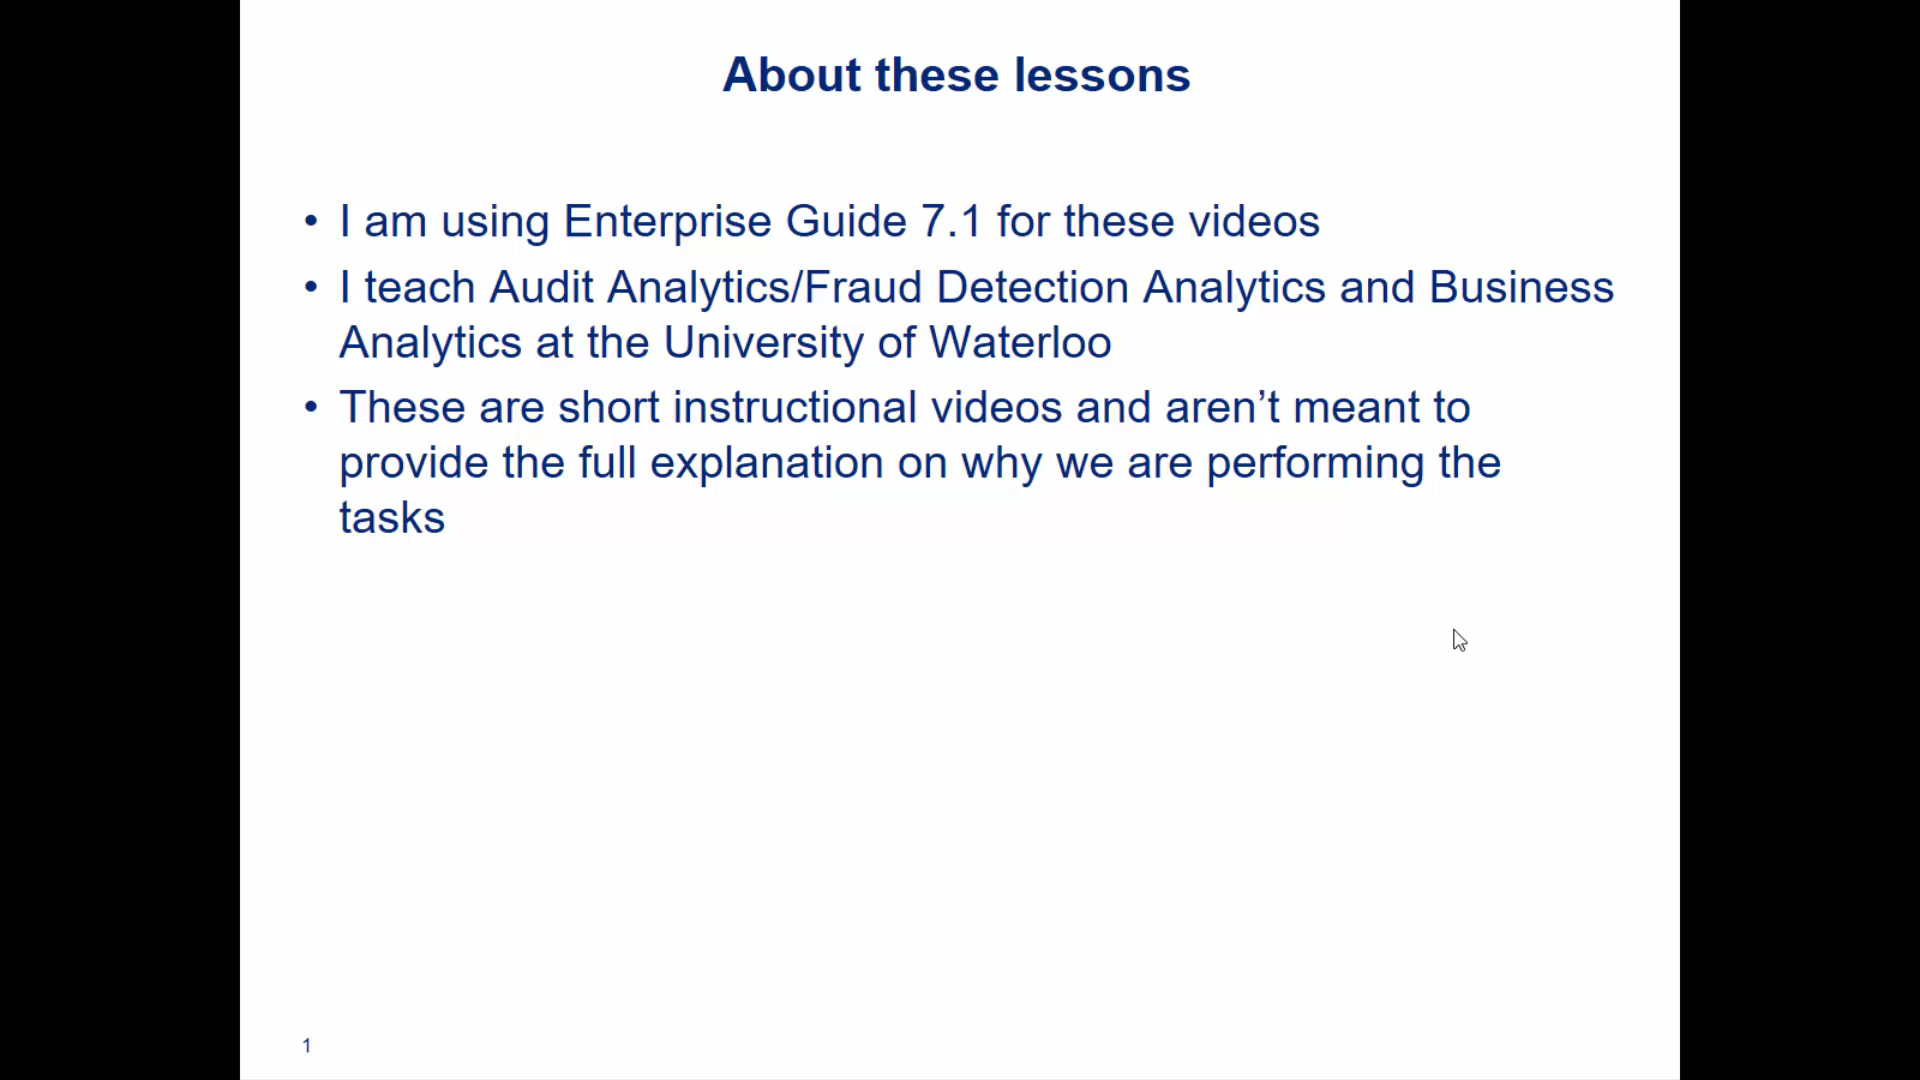 About these lessons
• I am using Enterprise Guide 7.1 for these videos
• I teach Audit Analytics/Fraud Detection Analytics and Business
Analytics at the University of Waterloo
• These are short instructional videos and aren’t meant to
provide the full explanation on why we are performing the
tasks
1